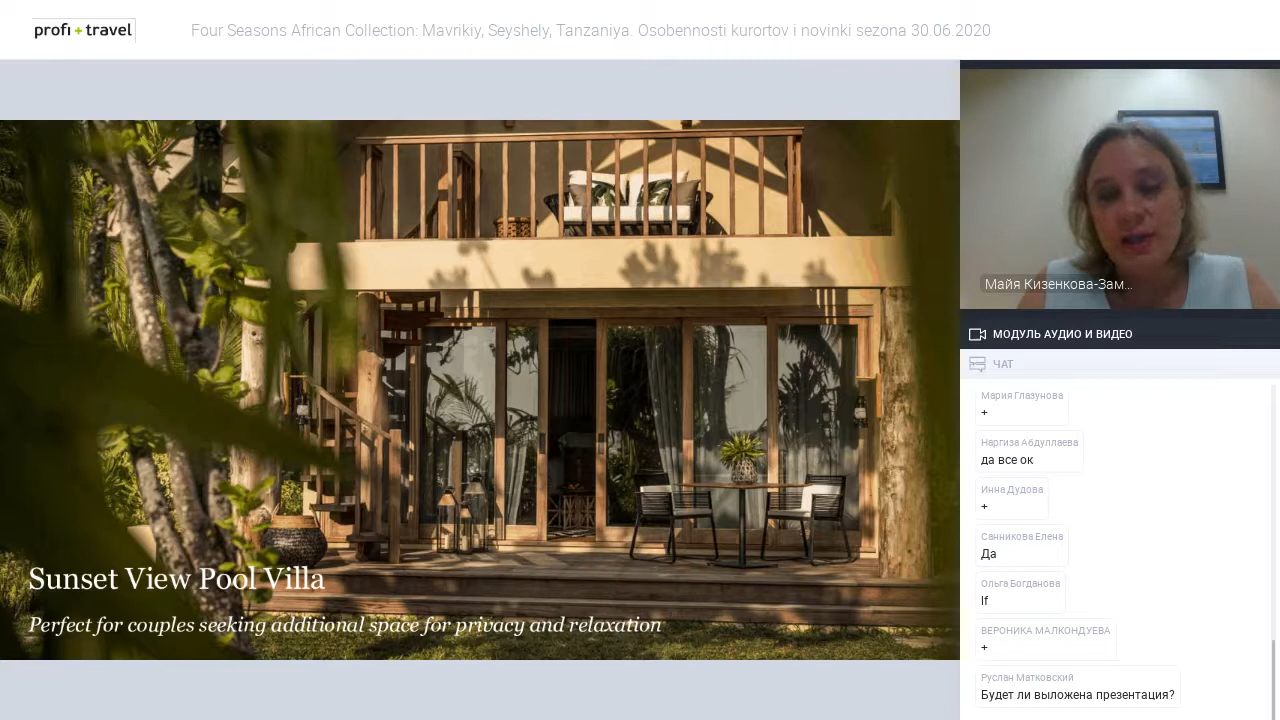 profi + travel
Four Seasons African Collection: Mavrikiy, Seyshely, Tanzaniya. Osobennosti kurortov i novinki sezona 30.06.2020
Sunset View Pool Villa
Perfect for couples seeking additional space for privacy and relaxation
Майя Кизенкова-Зам...
МОДУЛЬ АУДИО И ВИДЕО
ЧАТ
Мария Глазунова
+
Наргиза Абдуллаева
да все ок
Инна Дудова
+
Санникова Елена
Да
Ольга Богданова
lf
ВЕРОНИКА МАЛКОНДУЕВА
+
Руслан Матковский
Будет ли выложена презентация?